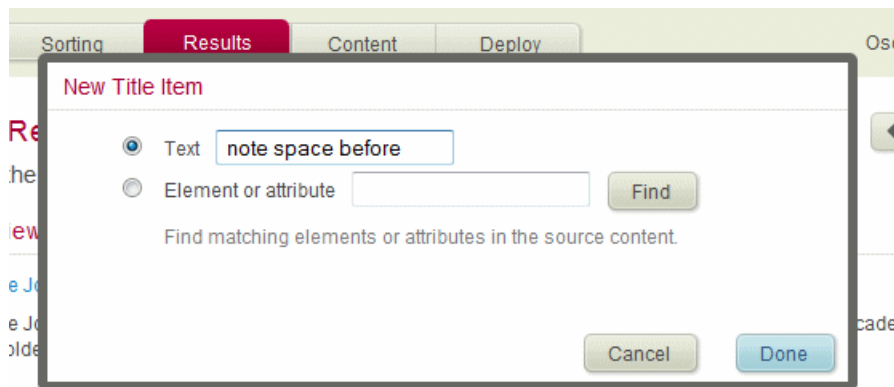 Sorting Results Content Deploy
New Title Item
Text note space before
Element or attribute Find
Find matching elements or attributes in the source content.
Cancel Done